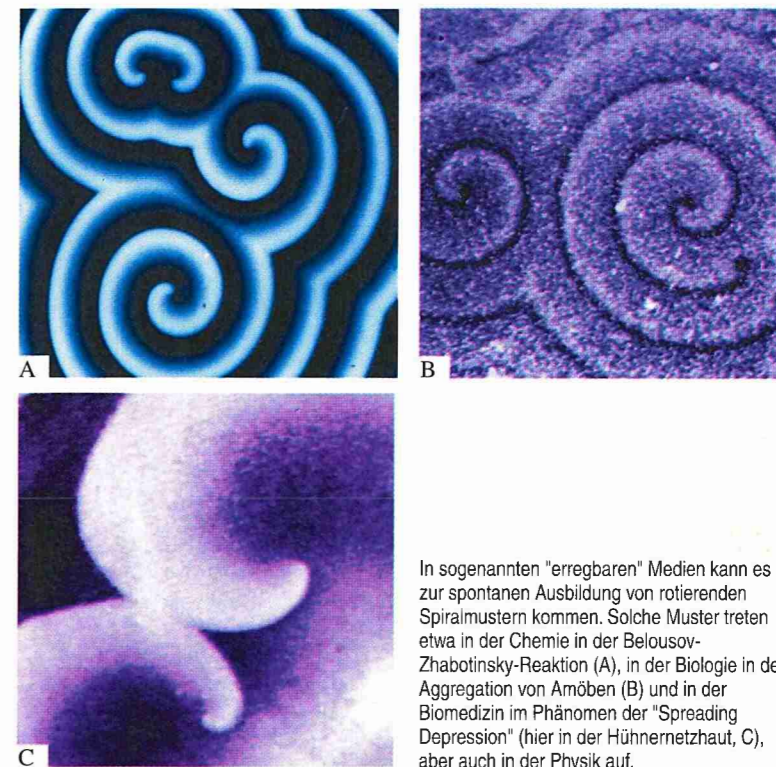 A
B
C
In sogenannten "erregbaren" Medien kann es
zur spontanen Ausbildung von rotierenden
Spiralmustern kommen. Solche Muster treten
etwa in der Chemie in der Belousov-
Zhabotinsky-Reaktion (A), in der Biologie in de
Aggregation von Amöben (B) und in der
Biomedizin im Phänomen der "Spreading
Depression" (hier in der Hühnernetzhaut, C),
aber auch in der Physik auf.